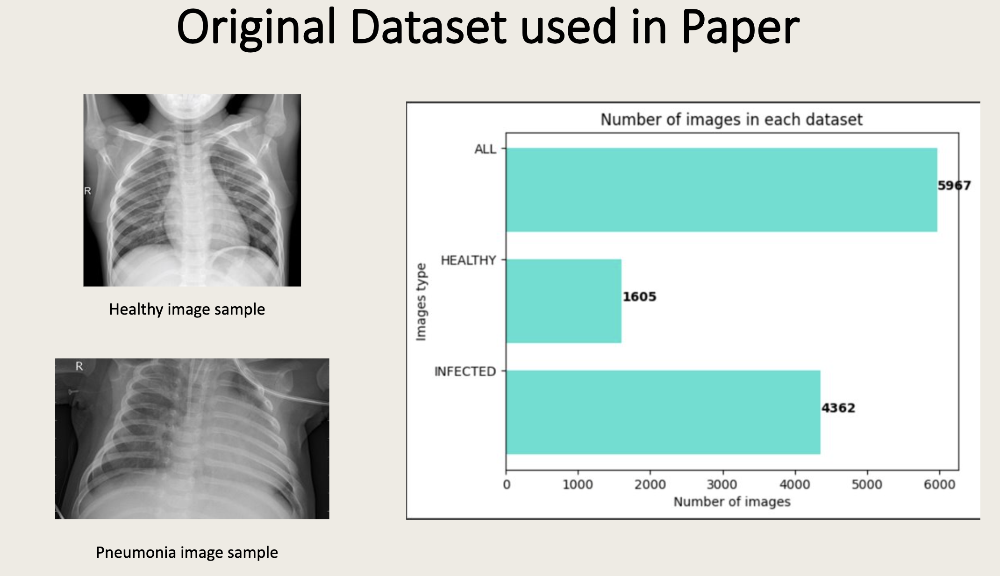 Original Dataset used in Paper
R
Healthy image sample
R
Pneumonia image sample
Number of images in each dataset
ALL
5967
HEALTHY
1605
INFECTED
4362
Images type
0 1000 2000 3000 4000 5000 6000
Number of images